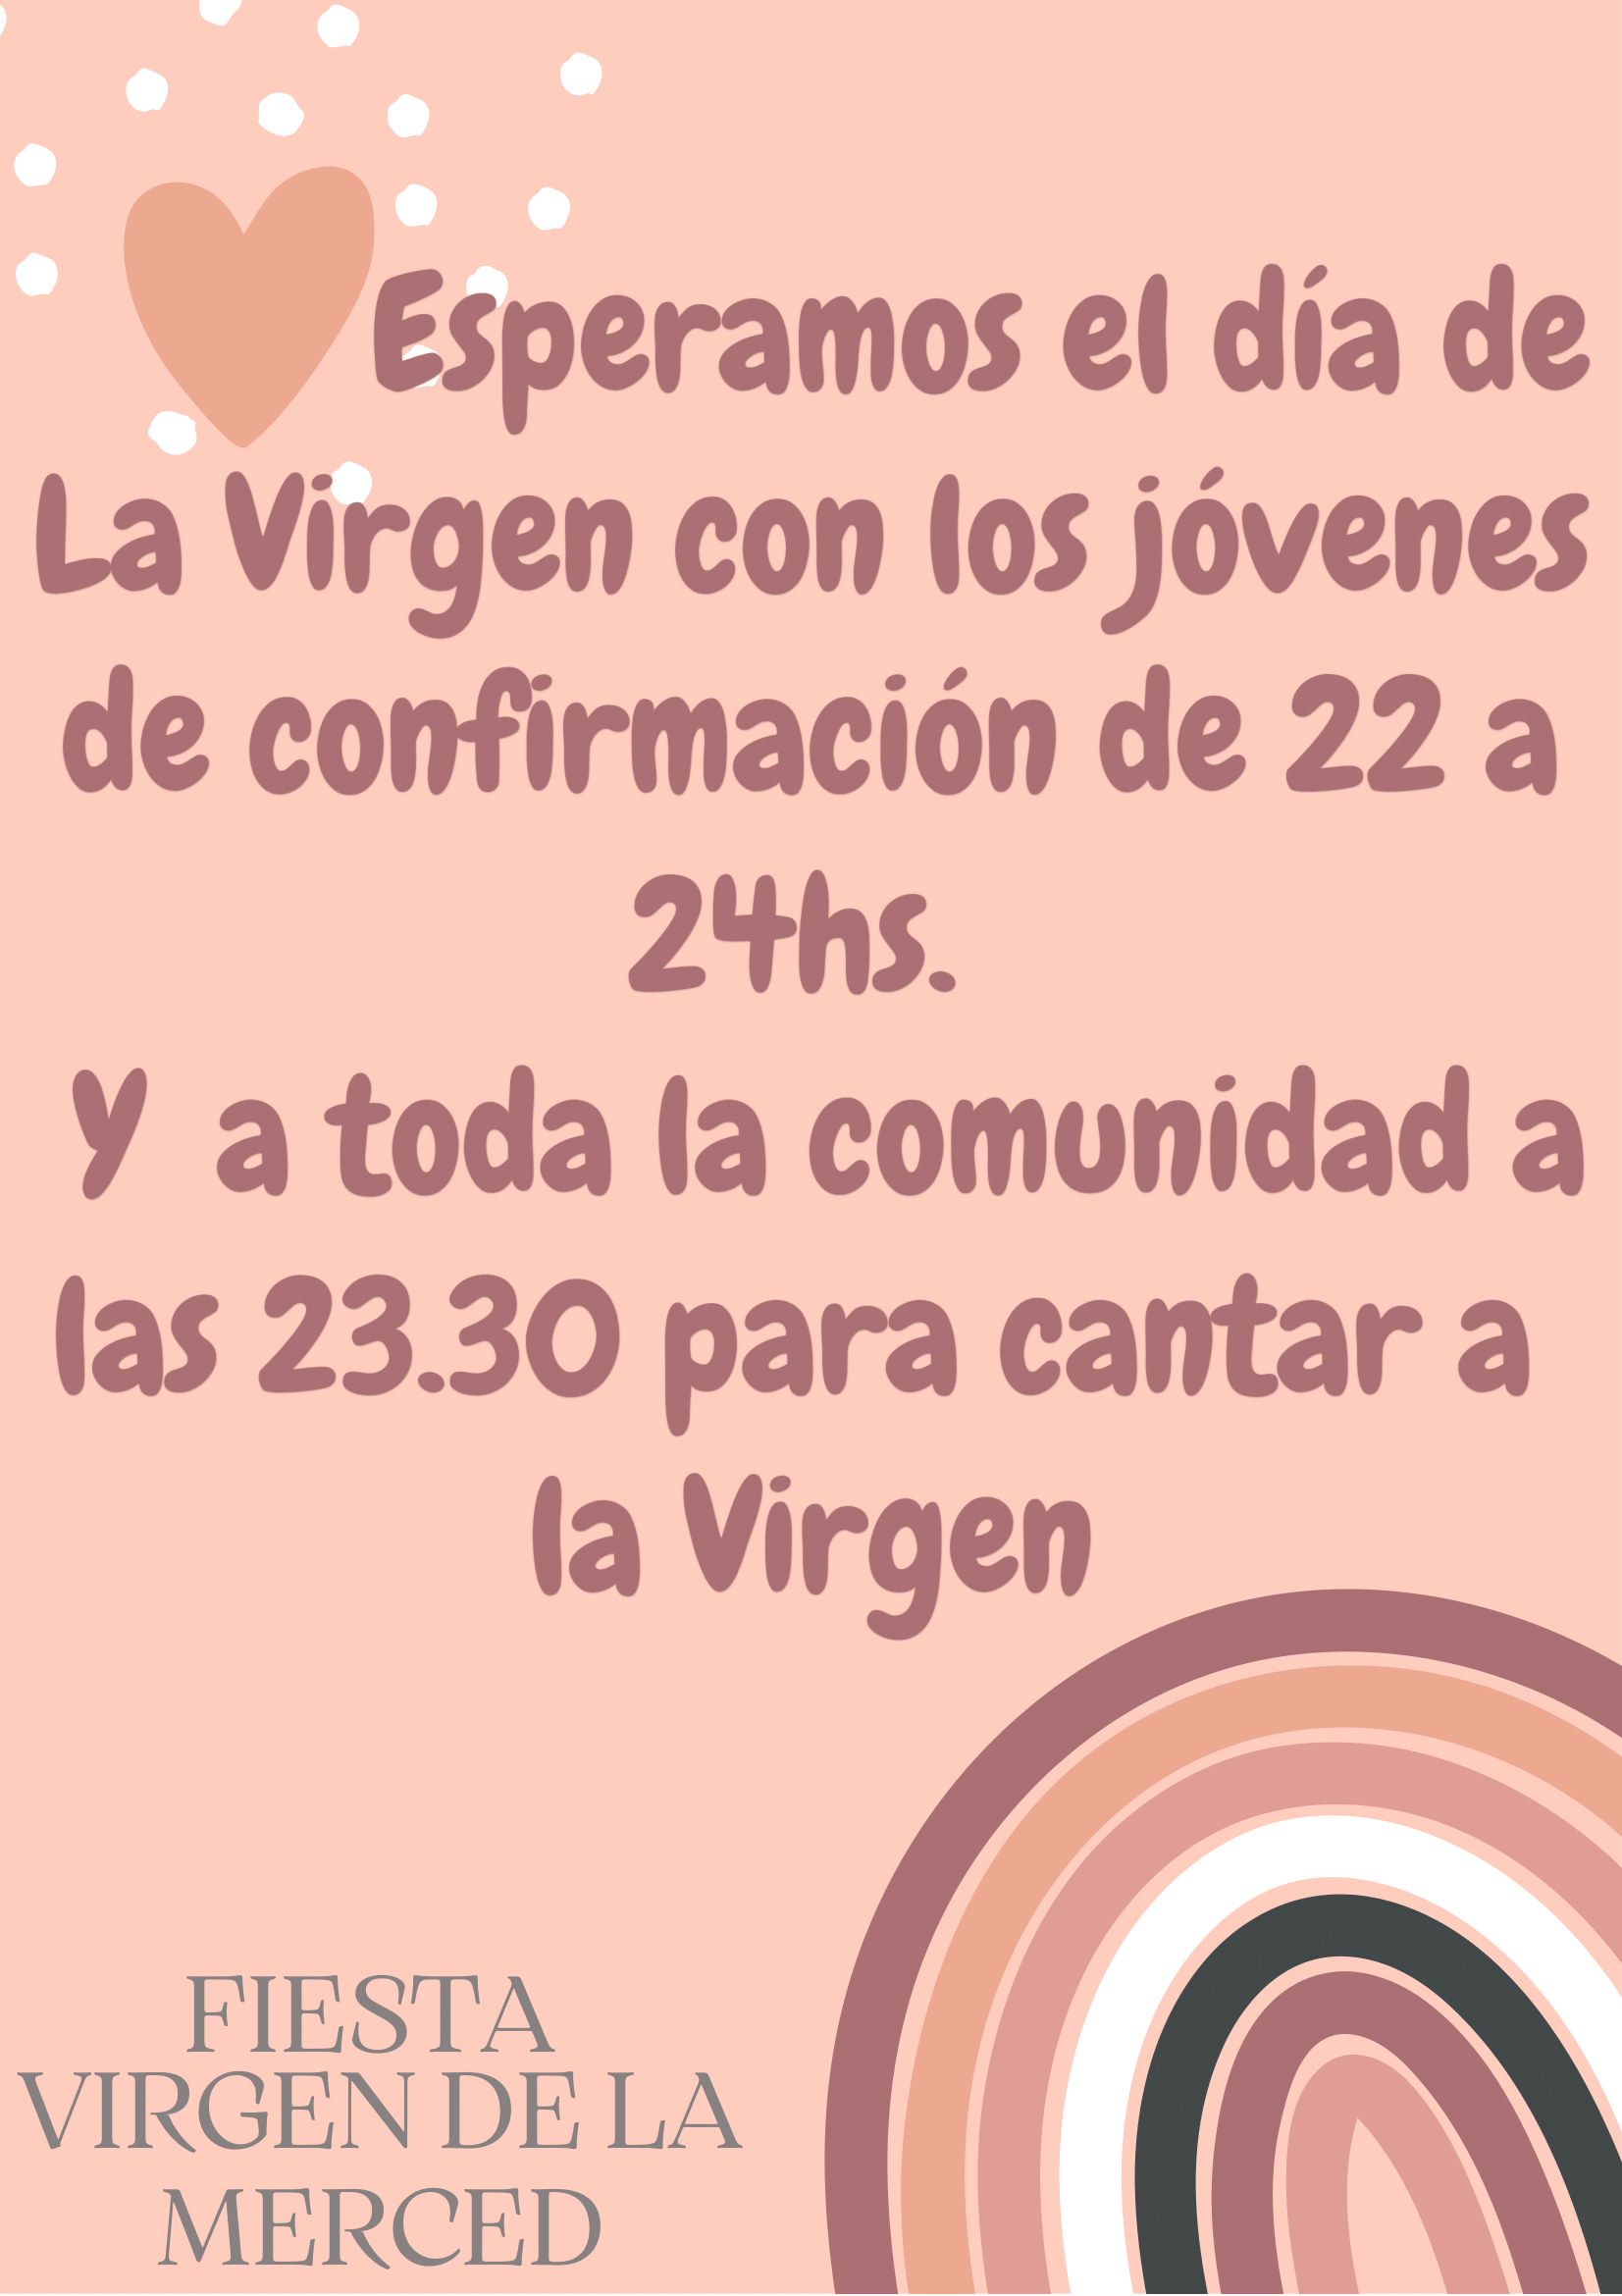 Esperamos el día de
La Virgen con los jóvenes
de confirmación de 22 a
24hs.
Y a toda la comunidad a
las 23.30 para cantar a
la Virgen
FIESTA
VIRGEN DE LA
MERCED